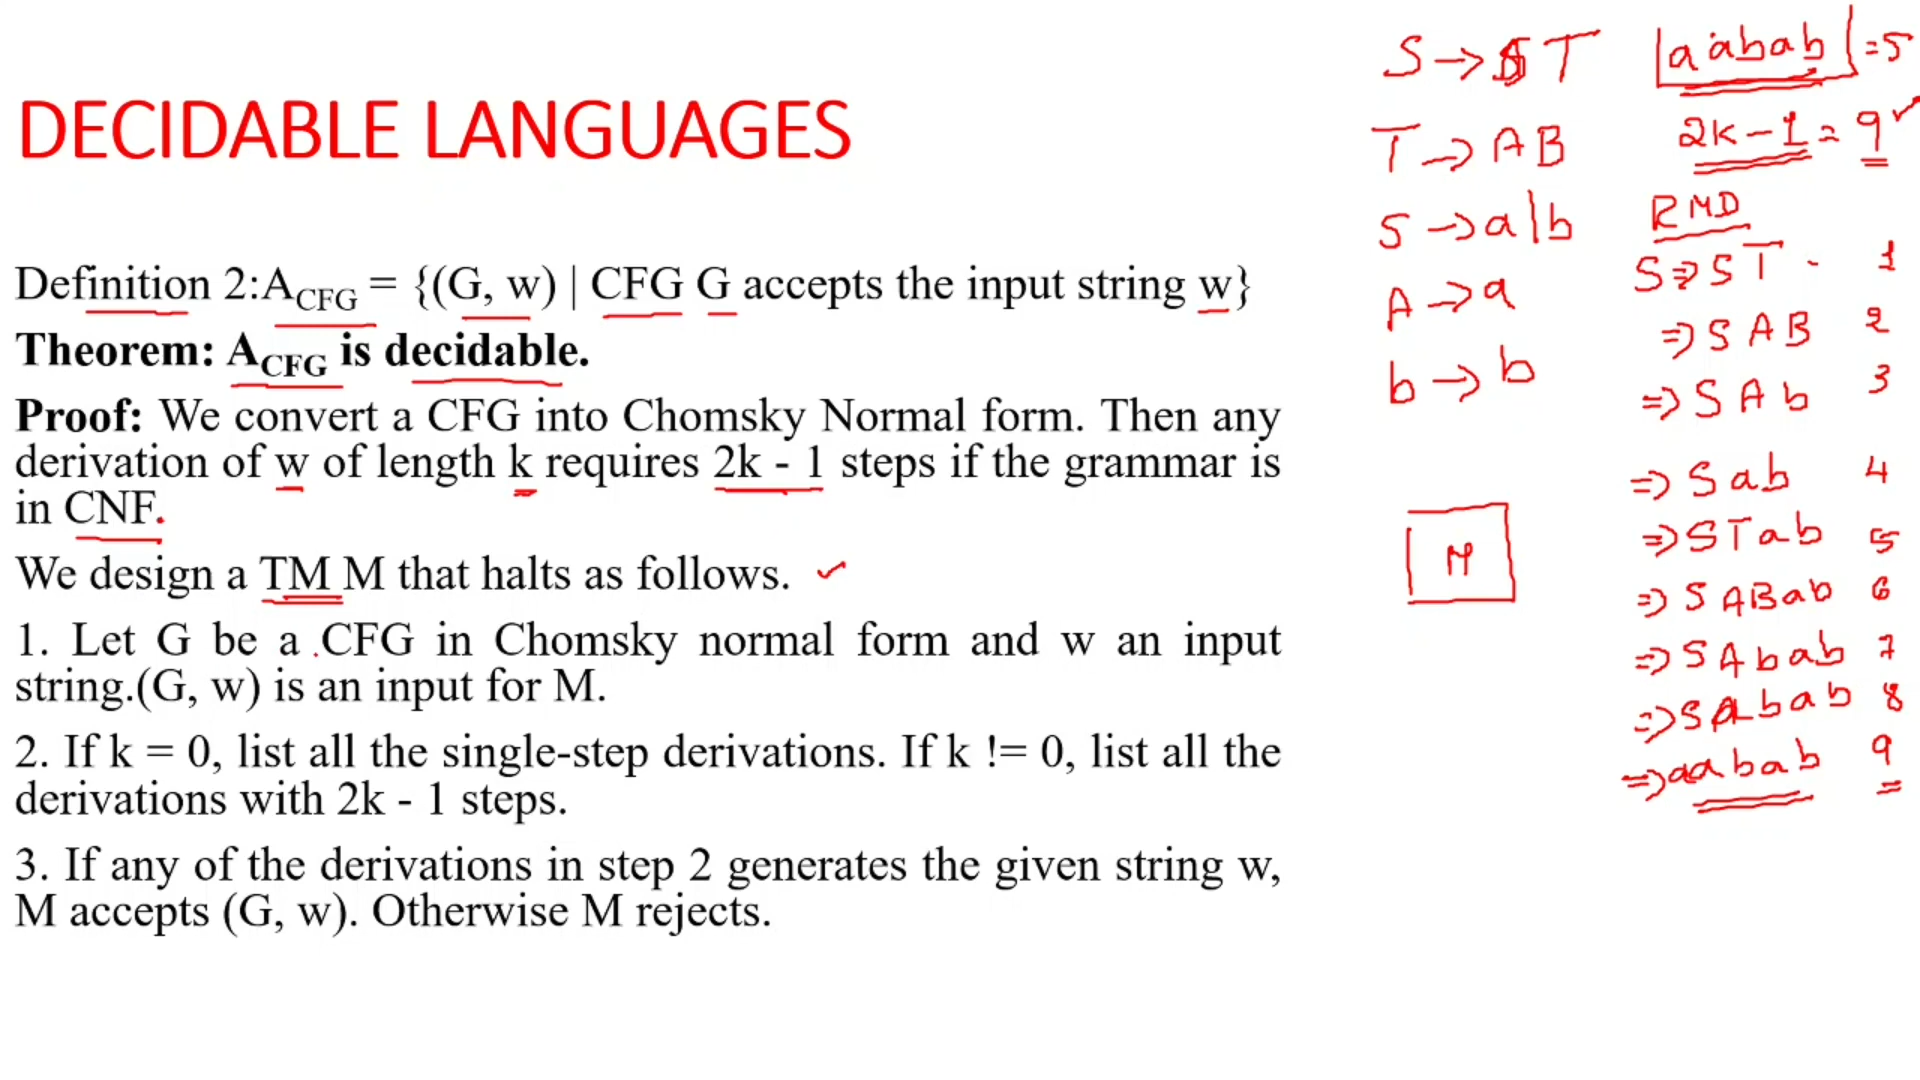 DECIDABLE LANGUAGES
Definition 2:A_CFG = {(G, w) | CFG G accepts the input string w}
Theorem: A_CFG is decidable.
Proof: We convert a CFG into Chomsky Normal form. Then any
derivation of w of length k requires 2k - 1 steps if the grammar is
in CNF.
We design a TM M that halts as follows.
1. Let G be a CFG in Chomsky normal form and w an input
string.(G, w) is an input for M.
2. If k = 0, list all the single-step derivations. If k != 0, list all the
derivations with 2k - 1 steps.
3. If any of the derivations in step 2 generates the given string w,
M accepts (G, w). Otherwise M rejects.
S → ST
T → AB
S → a|b
A → a
b → b
M
|aabab| = 5
2k-1 = 9
RMD
S ⇒ ST 1
⇒ SAB 2
⇒ SAb 3
⇒ Sab 4
⇒ STab 5
⇒ SABab 6
⇒ SAbab 7
⇒ Sabab 8
⇒ aabab 9